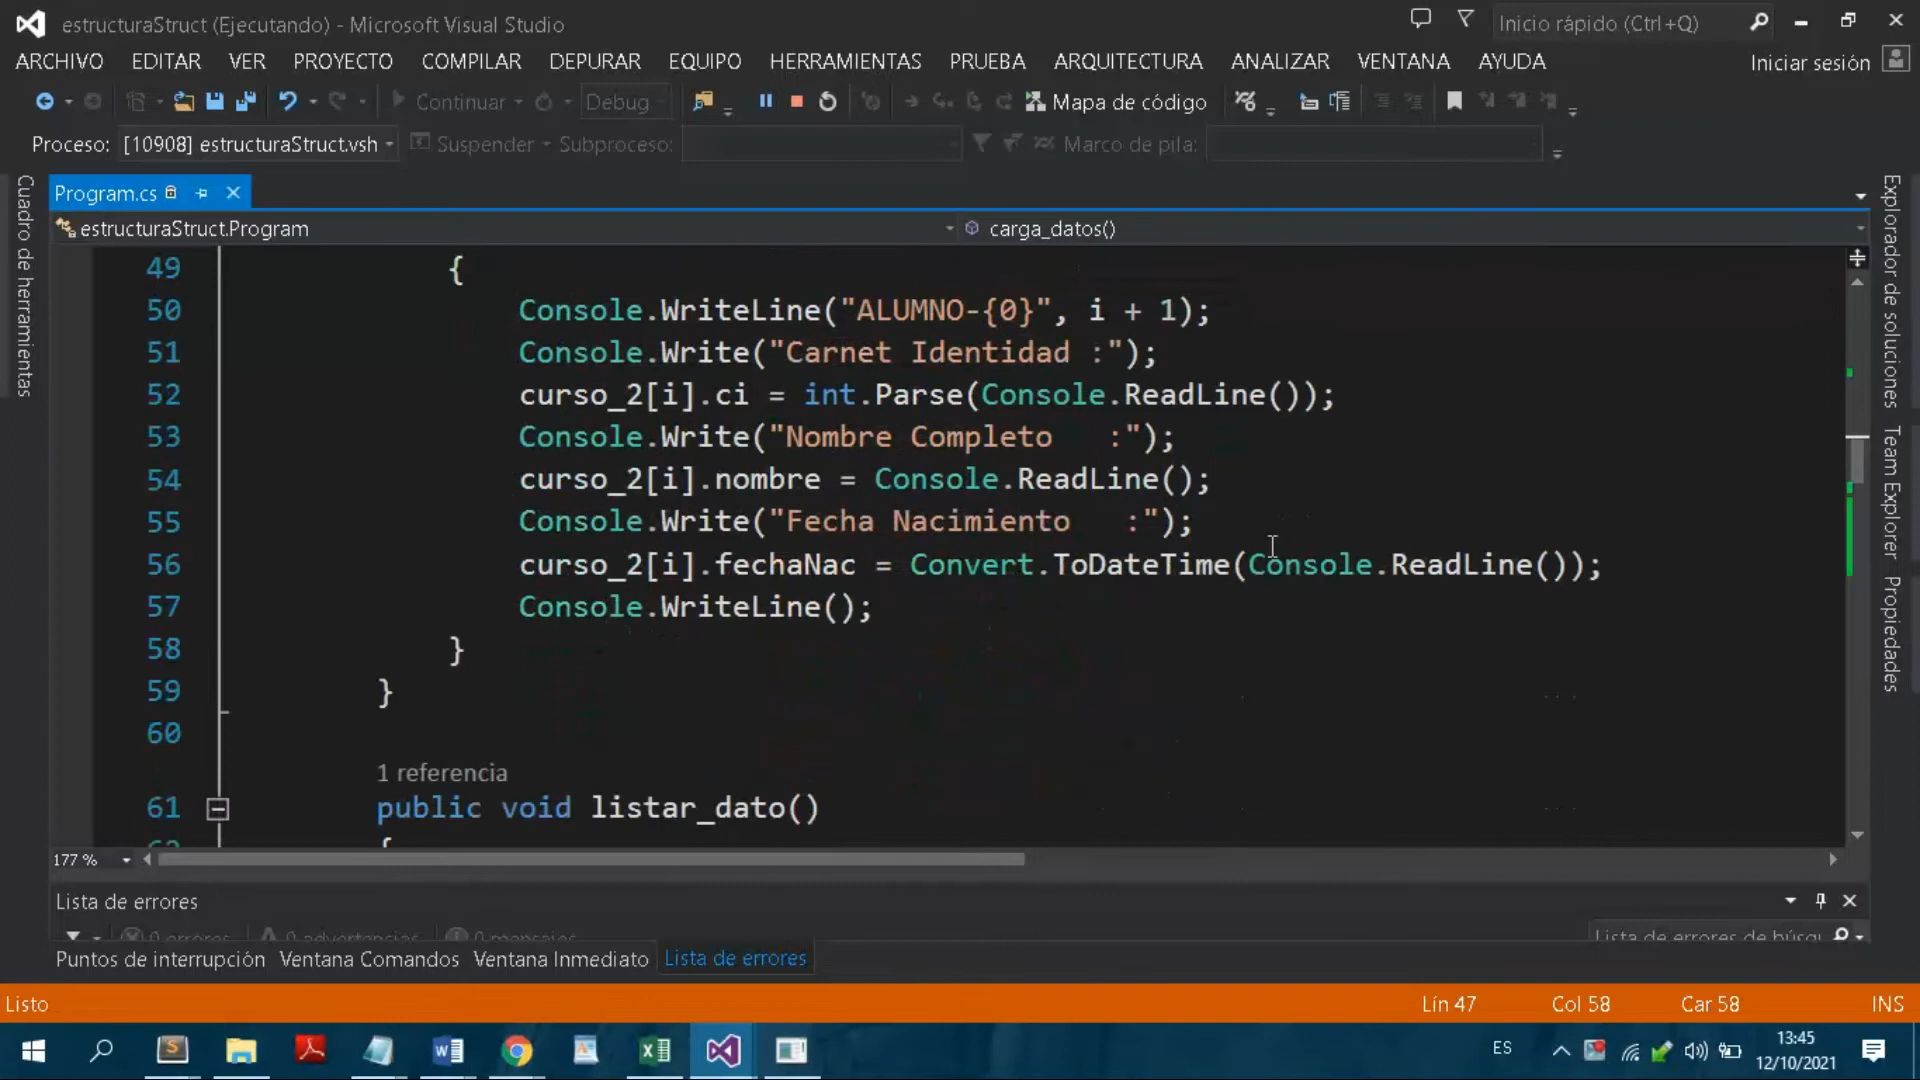 estructuraStruct (Ejecutando) - Microsoft Visual Studio
Inicio rápido (Ctrl+Q)
ARCHIVO EDITAR VER PROYECTO COMPILAR DEPURAR EQUIPO HERRAMIENTAS PRUEBA ARQUITECTURA ANALIZAR VENTANA AYUDA
Iniciar sesión
Continuar Debug Mapa de código
Proceso: [10908] estructuraStruct.vsh Suspender Subproceso: Marco de pila:
Cuadro de herramientas
Program.cs
estructuraStruct.Program carga_datos()
49 {
50 Console.WriteLine("ALUMNO-{0}", i + 1);
51 Console.Write("Carnet Identidad :");
52 curso_2[i].ci = int.Parse(Console.ReadLine());
53 Console.Write("Nombre Completo   :");
54 curso_2[i].nombre = Console.ReadLine();
55 Console.Write("Fecha Nacimiento   :");
56 curso_2[i].fechaNac = Convert.ToDateTime(Console.ReadLine());
57 Console.WriteLine();
58 }
59 }
60
1 referencia
61 public void listar_dato()
62 {
Explorador de soluciones
Team Explorer
Propiedades
177 %
Lista de errores
0 errores 0 advertencias 0 mensajes
Lista de errores de búsqu
Puntos de interrupción Ventana Comandos Ventana Inmediato Lista de errores
Listo Lín 47 Col 58 Car 58 INS
ES
13:45
12/10/2021